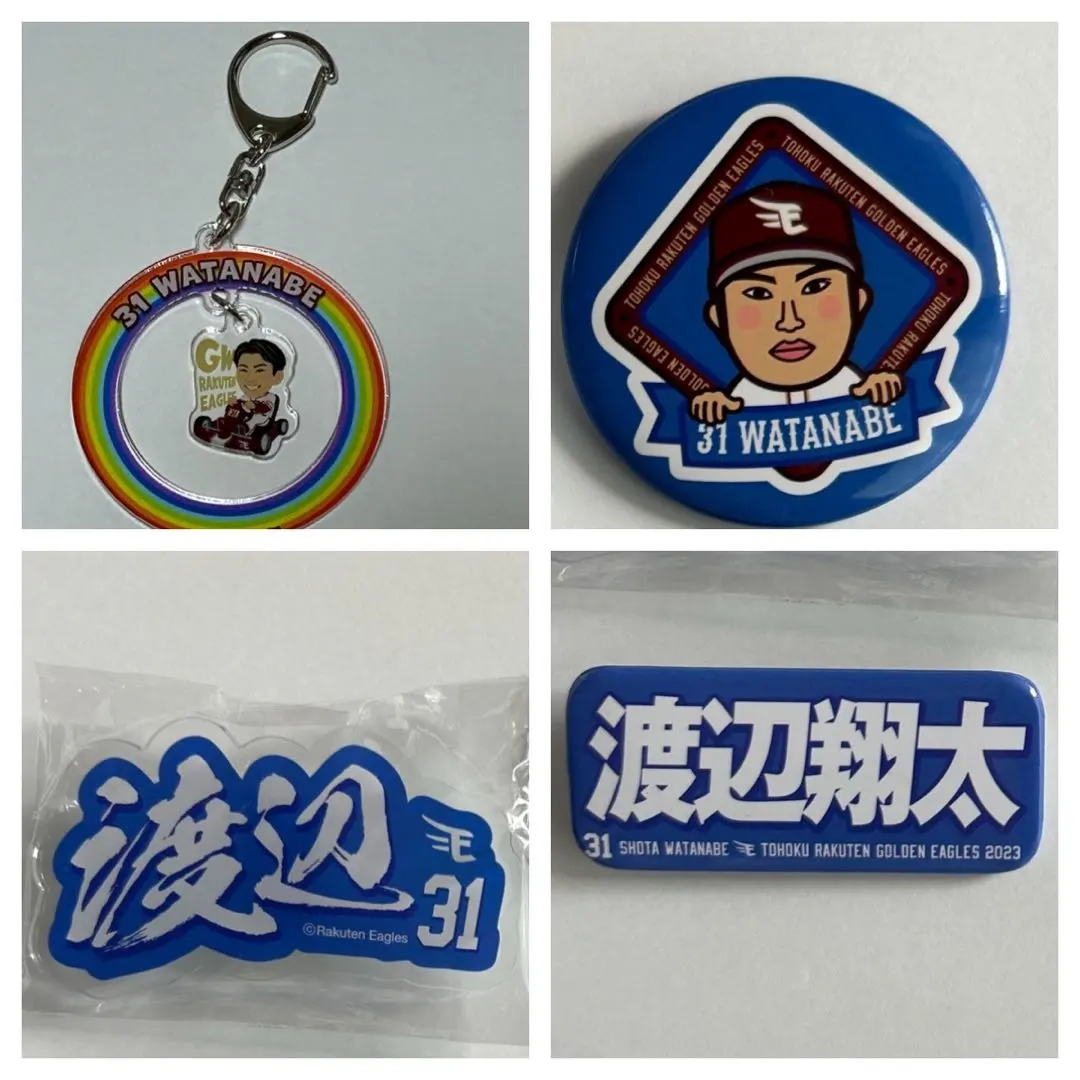 31 WATANABE
GW
RAKUTEN
EAGLES
TOHOKU RAKUTEN GOLDEN EAGLES
TOHOKU RAKUTEN GOLDEN EAGLES
GOLDEN EAGLES
TOHOKU RAKUTE
31 WATANABE
渡辺
E
31
©Rakuten Eagles
渡辺翔太
31 SHOTA WATANABE E TOHOKU RAKUTEN GOLDEN EAGLES 2023